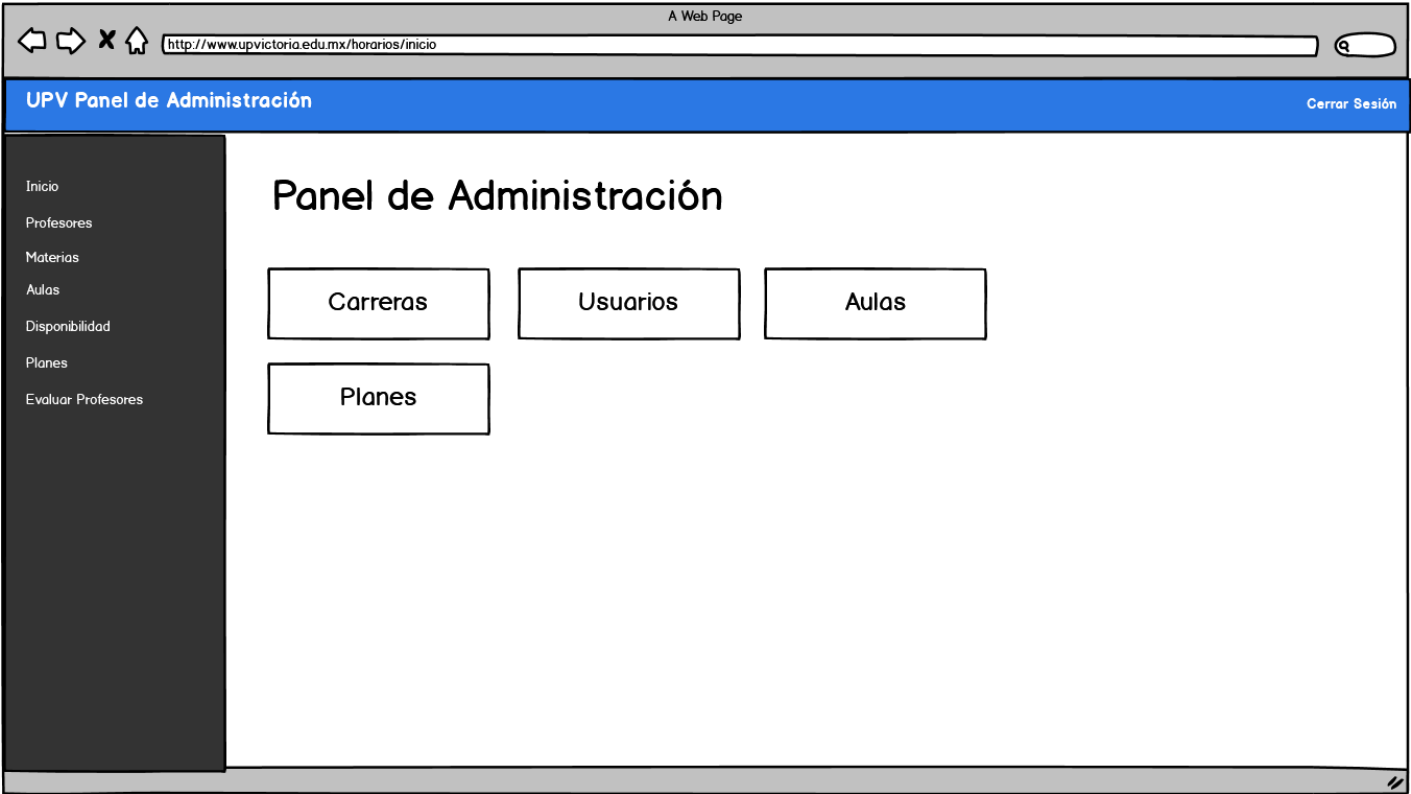 A Web Page
http://www.upvictoria.edu.mx/horarios/inicio
UPV Panel de Administración
Cerrar Sesión
Inicio
Profesores
Materias
Aulas
Disponibilidad
Planes
Evaluar Profesores
Panel de Administración
Carreras
Usuarios
Aulas
Planes